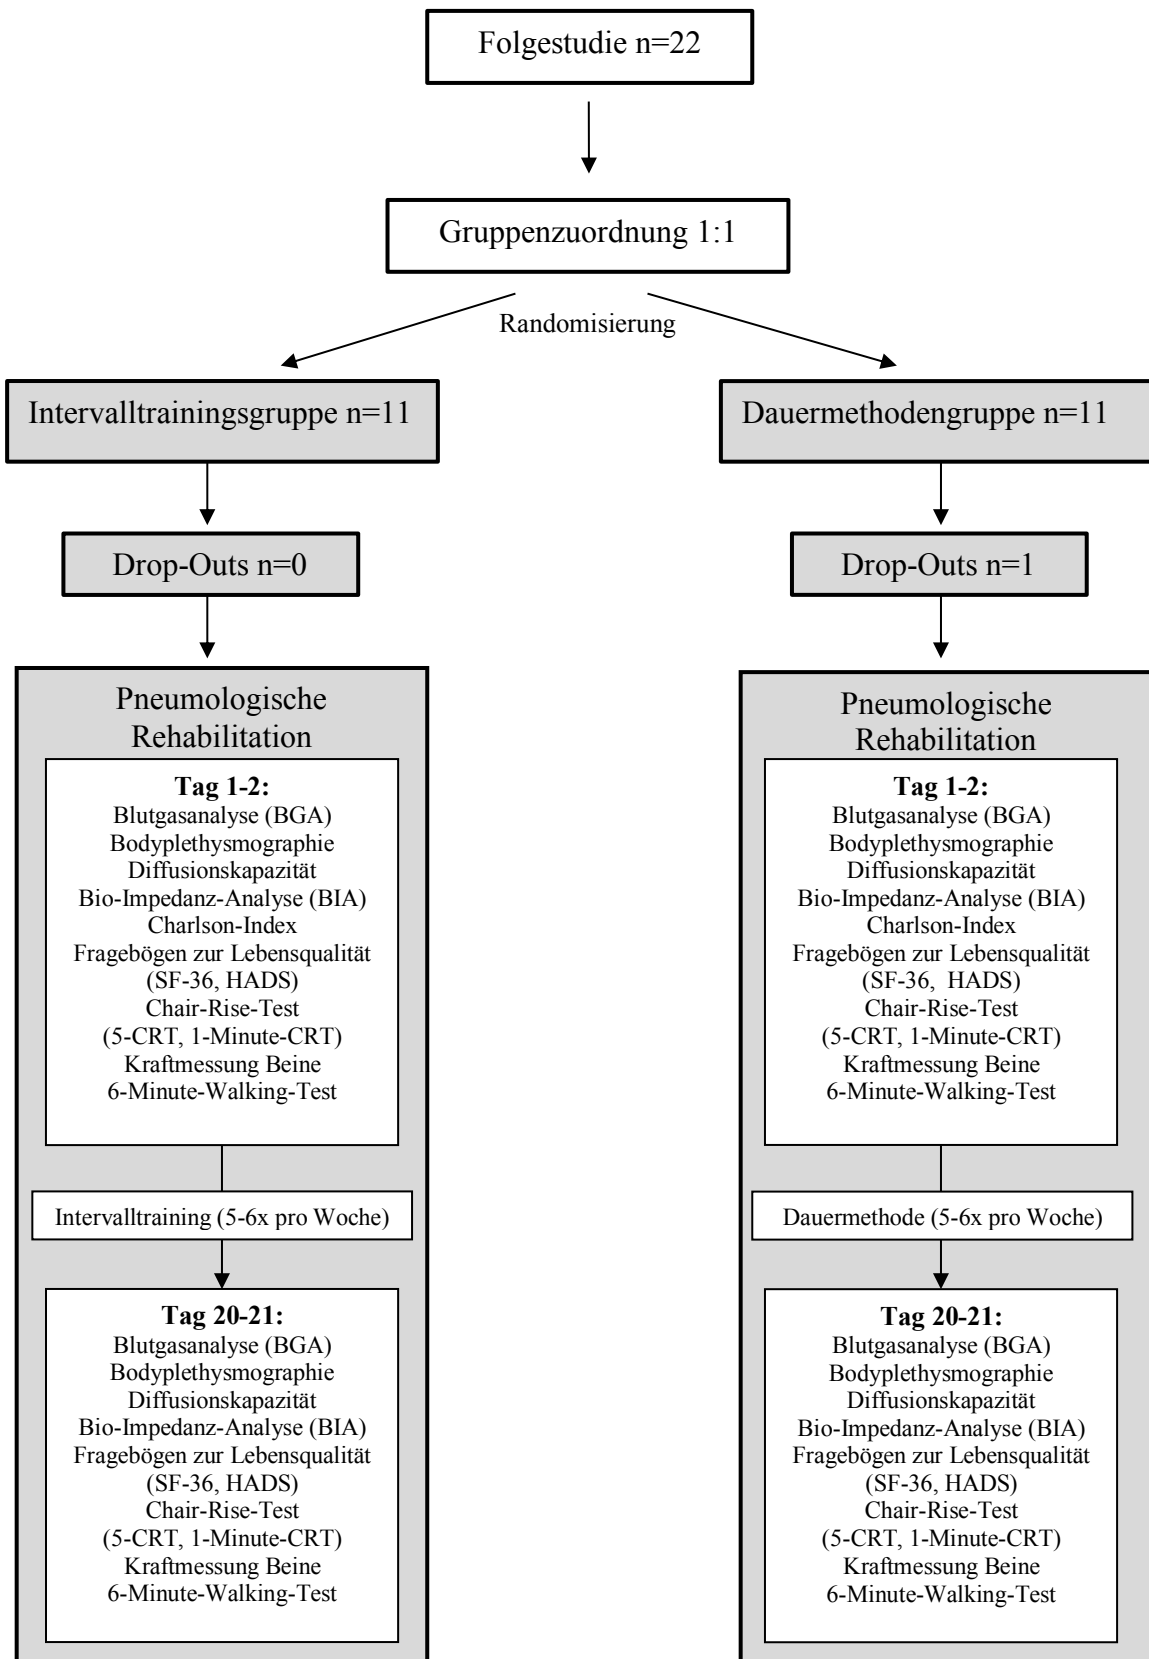 Folgestudie n=22
Gruppenzuordnung 1:1
Randomisierung
Intervalltrainingsgruppe n=11
Drop-Outs n=0
Pneumologische
Rehabilitation
Tag 1-2:
Blutgasanalyse (BGA)
Bodyplethysmographie
Diffusionskapazität
Bio-Impedanz-Analyse (BIA)
Charlson-Index
Fragebögen zur Lebensqualität
(SF-36, HADS)
Chair-Rise-Test
(5-CRT, 1-Minute-CRT)
Kraftmessung Beine
6-Minute-Walking-Test
Intervalltraining (5-6x pro Woche)
Tag 20-21:
Blutgasanalyse (BGA)
Bodyplethysmographie
Diffusionskapazität
Bio-Impedanz-Analyse (BIA)
Fragebögen zur Lebensqualität
(SF-36, HADS)
Chair-Rise-Test
(5-CRT, 1-Minute-CRT)
Kraftmessung Beine
6-Minute-Walking-Test
Dauermethodengruppe n=11
Drop-Outs n=1
Pneumologische
Rehabilitation
Tag 1-2:
Blutgasanalyse (BGA)
Bodyplethysmographie
Diffusionskapazität
Bio-Impedanz-Analyse (BIA)
Charlson-Index
Fragebögen zur Lebensqualität
(SF-36, HADS)
Chair-Rise-Test
(5-CRT, 1-Minute-CRT)
Kraftmessung Beine
6-Minute-Walking-Test
Dauermethode (5-6x pro Woche)
Tag 20-21:
Blutgasanalyse (BGA)
Bodyplethysmographie
Diffusionskapazität
Bio-Impedanz-Analyse (BIA)
Fragebögen zur Lebensqualität
(SF-36, HADS)
Chair-Rise-Test
(5-CRT, 1-Minute-CRT)
Kraftmessung Beine
6-Minute-Walking-Test